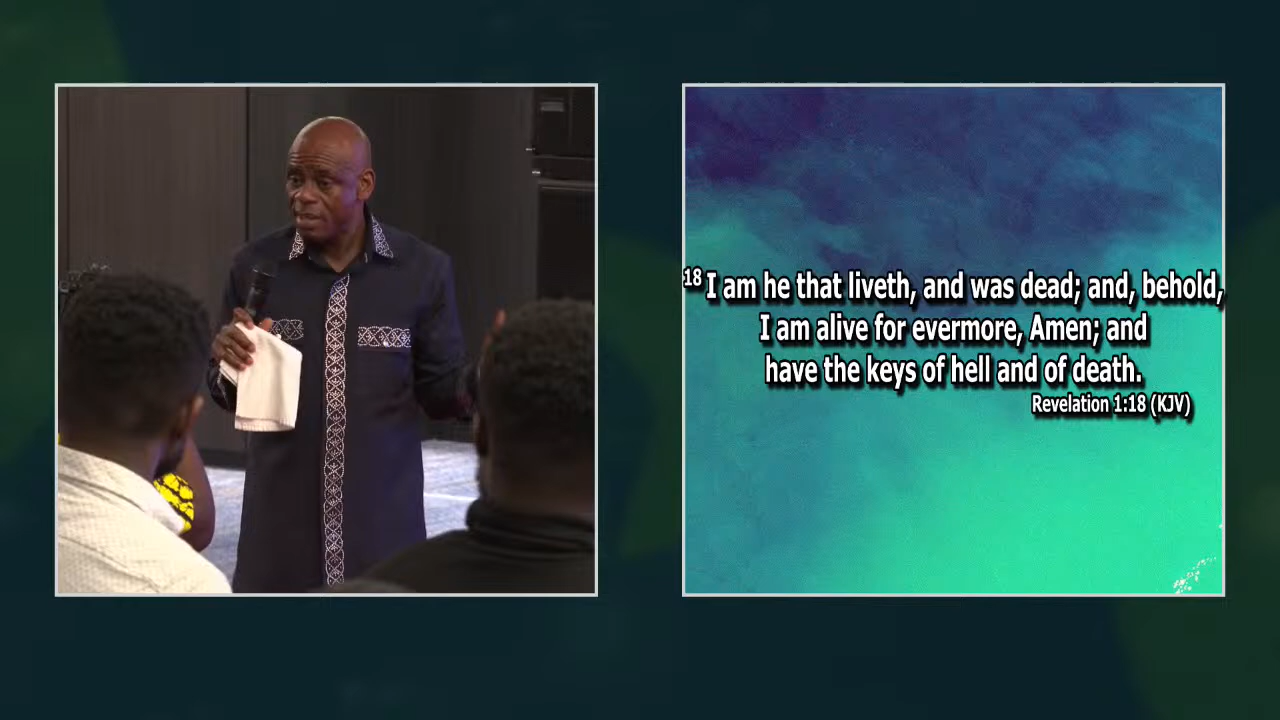 18 I am he that liveth, and was dead; and, behold,
I am alive for evermore, Amen; and
have the keys of hell and of death.
Revelation 1:18 (KJV)